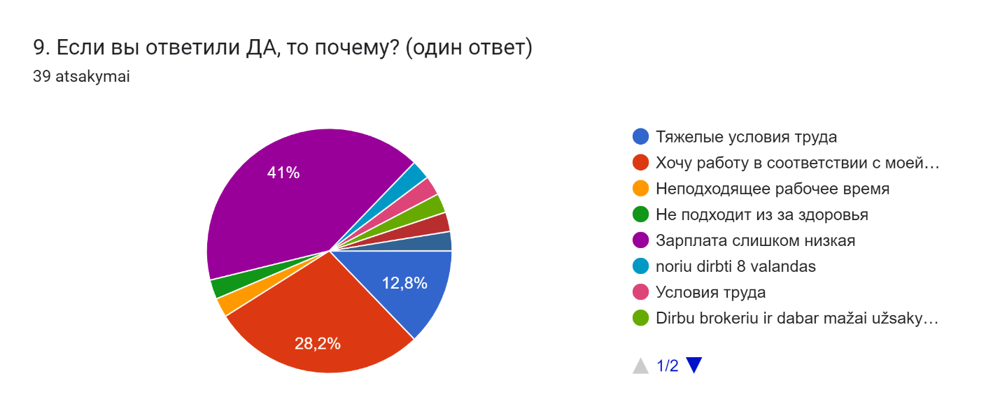 9. Если вы ответили ДА, то почему? (один ответ)
39 atsakymai
41%
12,8%
28,2%
Тяжелые условия труда
Хочу работу в соответствии с моей…
Неподходящее рабочее время
Не подходит из за здоровья
Зарплата слишком низкая
noriu dirbti 8 valandas
Условия труда
Dirbu brokeriu ir dabar mažai užsaky…
1/2